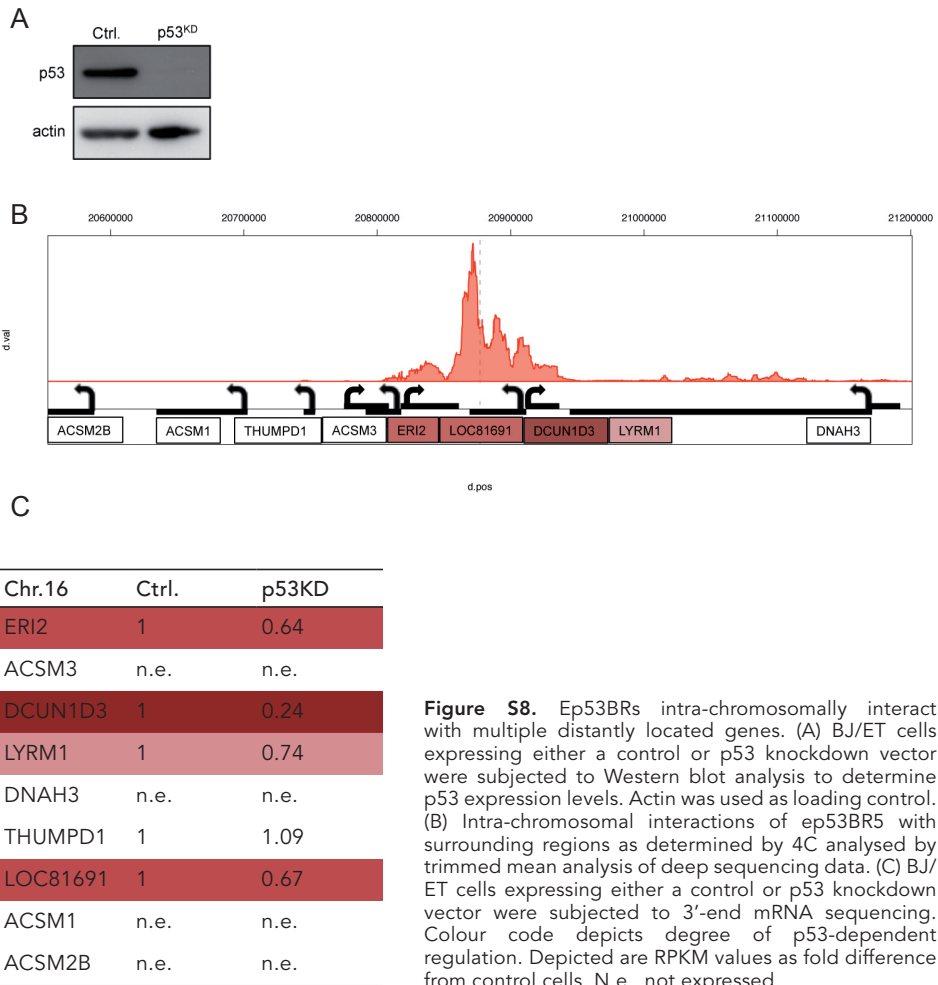 A
Ctrl. p53KD
p53
actin
B
20600000 20700000 20800000 20900000 21000000 21100000 21200000
d.val
ACSM2B ACSM1 THUMPD1 ACSM3 ERI2 LOC81691 DCUN1D3 LYRM1 DNAH3
d.pos
C
Chr.16 Ctrl. p53KD
ERI2 1 0.64
ACSM3 n.e. n.e.
DCUN1D3 1 0.24
LYRM1 1 0.74
DNAH3 n.e. n.e.
THUMPD1 1 1.09
LOC81691 1 0.67
ACSM1 n.e. n.e.
ACSM2B n.e. n.e.
Figure S8. Ep53BRs intra-chromosomally interact
with multiple distantly located genes. (A) BJ/ET cells
expressing either a control or p53 knockdown vector
were subjected to Western blot analysis to determine
p53 expression levels. Actin was used as loading control.
(B) Intra-chromosomal interactions of ep53BR5 with
surrounding regions as determined by 4C analysed by
trimmed mean analysis of deep sequencing data. (C) BJ/
ET cells expressing either a control or p53 knockdown
vector were subjected to 3’-end mRNA sequencing.
Colour code depicts degree of p53-dependent
regulation. Depicted are RPKM values as fold difference
from control cells. N.e., not expressed